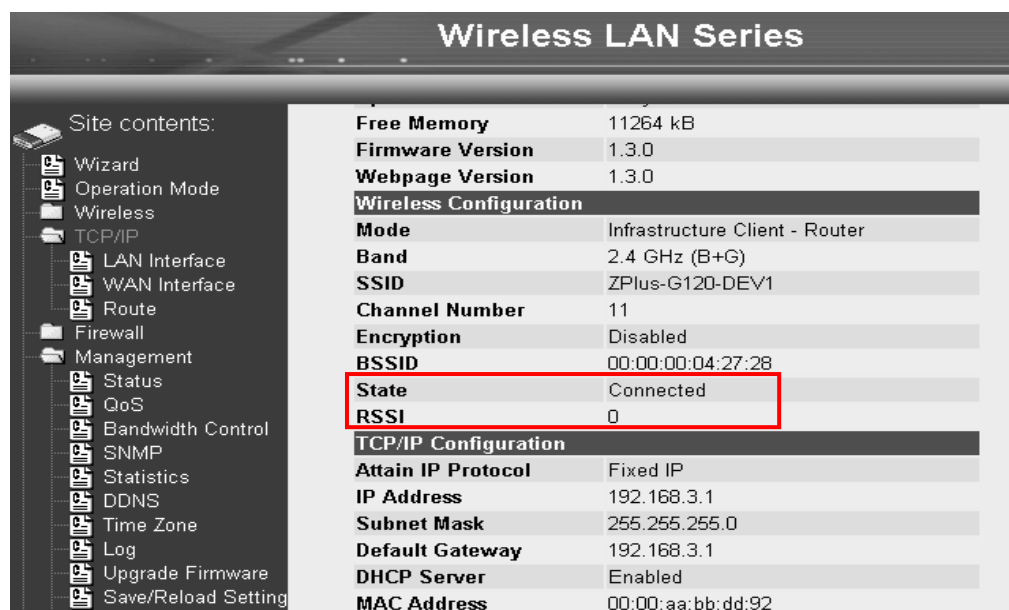 Wireless LAN Series
Site contents:
Wizard
Operation Mode
Wireless
TCP/IP
LAN Interface
WAN Interface
Route
Firewall
Management
Status
QoS
Bandwidth Control
SNMP
Statistics
DDNS
Time Zone
Log
Upgrade Firmware
Save/Reload Setting
Free Memory 11264 kB
Firmware Version 1.3.0
Webpage Version 1.3.0
Wireless Configuration
Mode Infrastructure Client - Router
Band 2.4 GHz (B+G)
SSID ZPlus-G120-DEV1
Channel Number 11
Encryption Disabled
BSSID 00:00:00:04:27:28
State Connected
RSSI 0
TCP/IP Configuration
Attain IP Protocol Fixed IP
IP Address 192.168.3.1
Subnet Mask 255.255.255.0
Default Gateway 192.168.3.1
DHCP Server Enabled
MAC Address 00:00:aa:bb:dd:92